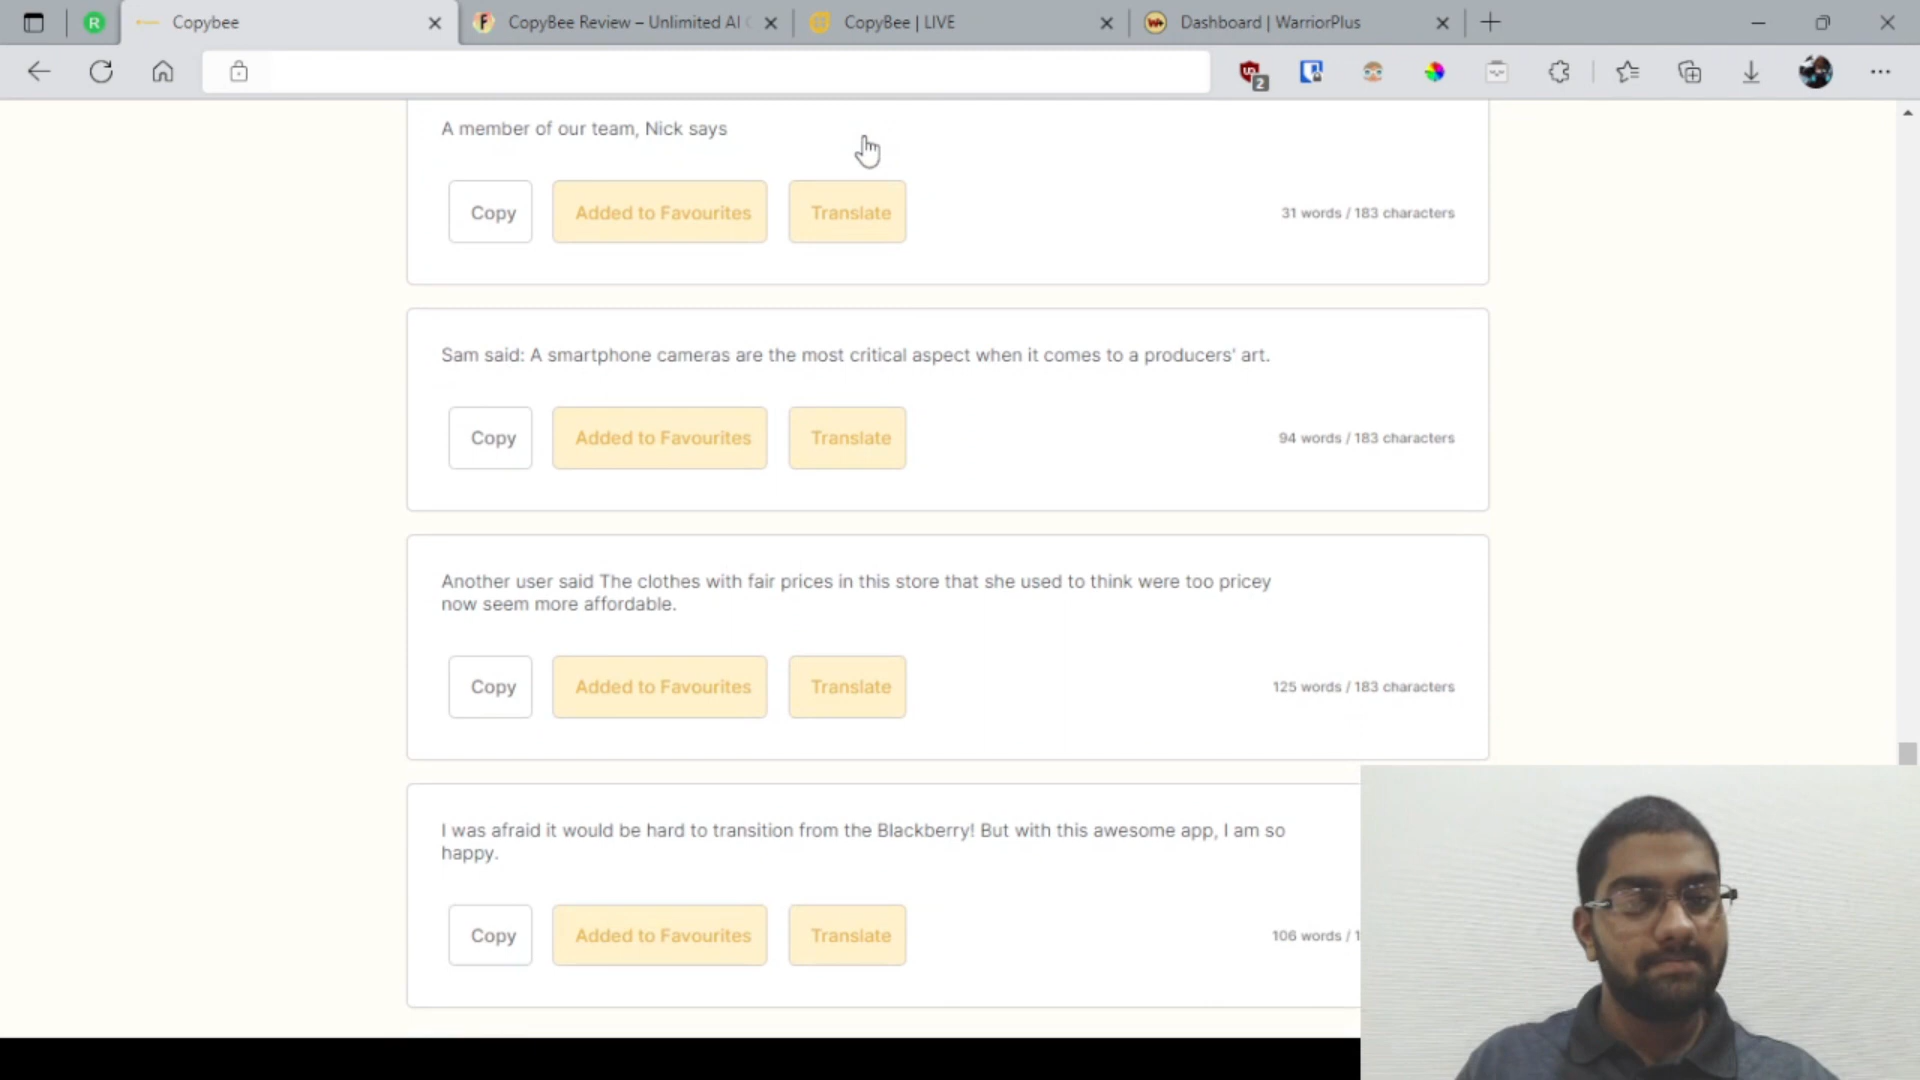 Copybee
CopyBee Review – Unlimited AI
CopyBee | LIVE
Dashboard | WarriorPlus
R
F
W+
2
A member of our team, Nick says
Copy
Added to Favourites
Translate
31 words / 183 characters
Sam said: A smartphone cameras are the most critical aspect when it comes to a producers' art.
Copy
Added to Favourites
Translate
94 words / 183 characters
Another user said The clothes with fair prices in this store that she used to think were too pricey
now seem more affordable.
Copy
Added to Favourites
Translate
125 words / 183 characters
I was afraid it would be hard to transition from the Blackberry! But with this awesome app, I am so
happy.
Copy
Added to Favourites
Translate
106 words / 1